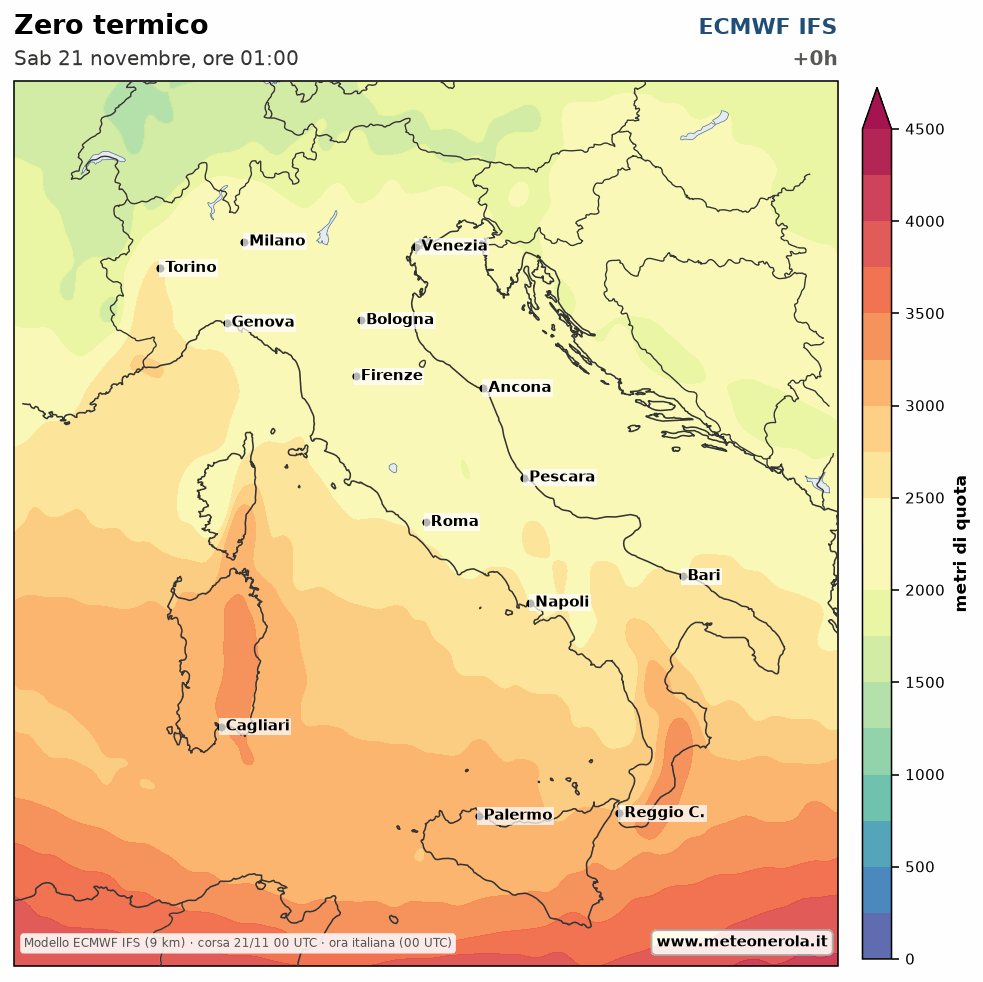 Zero termico
ECMWF IFS
Sab 21 novembre, ore 01:00
+0h
4500
4000
3500
3000
2500
2000
1500
1000
500
0
metri di quota
Milano
Venezia
Torino
Genova
Bologna
Firenze
Ancona
Pescara
Roma
Bari
Napoli
Cagliari
Palermo
Reggio C.
Modello ECMWF IFS (9 km) · corsa 21/11 00 UTC · ora italiana (00 UTC)
www.meteonerola.it